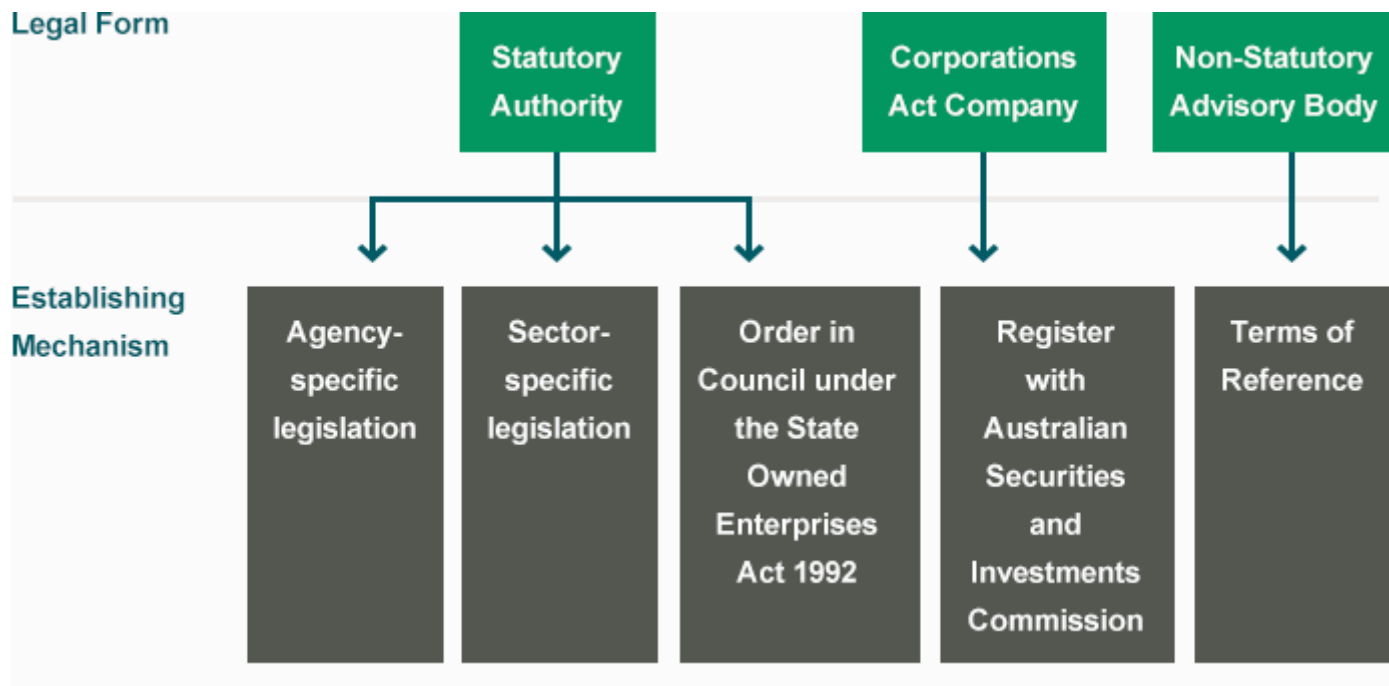 Legal Form
Statutory
Authority
Corporations
Act Company
Non-Statutory
Advisory Body
Establishing
Mechanism
Agency-
specific
legislation
Sector-
specific
legislation
Order in
Council under
the State
Owned
Enterprises
Act 1992
Register
with
Australian
Securities
and
Investments
Commission
Terms of
Reference